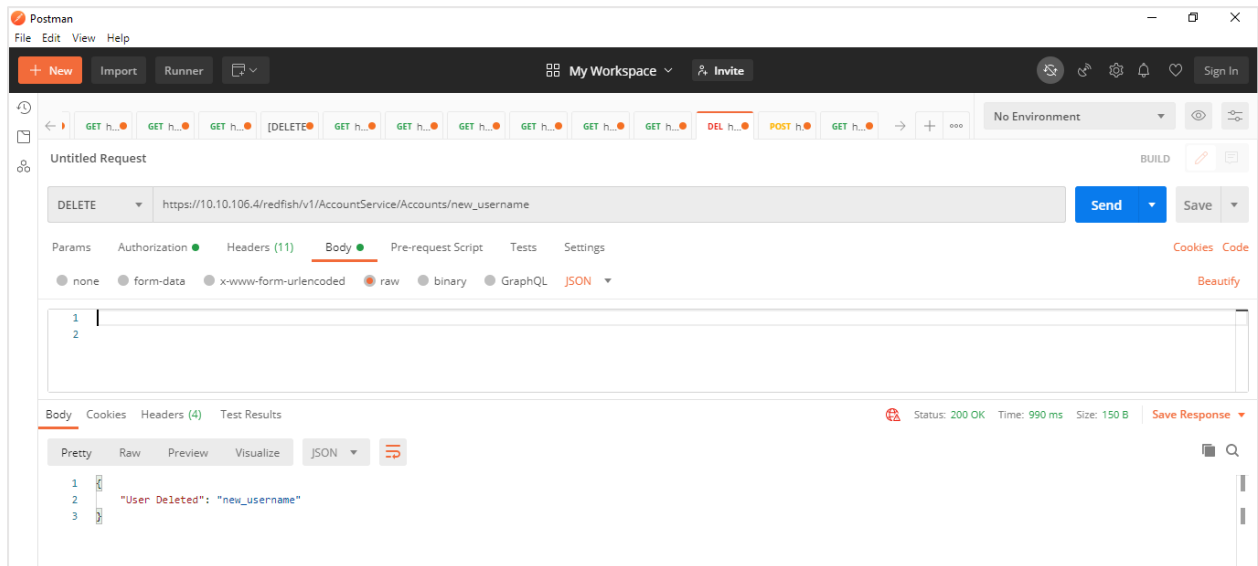 Postman
File Edit View Help
+ New Import Runner My Workspace Invite Sign In
GET h... GET h... GET h... [DELETE GET h... GET h... GET h... GET h... GET h... GET h... DEL h... POST h. GET h... No Environment
Untitled Request BUILD
DELETE https://10.10.106.4/redfish/v1/AccountService/Accounts/new_username Send Save
Params Authorization Headers (11) Body Pre-request Script Tests Settings Cookies Code
none form-data x-www-form-urlencoded raw binary GraphQL JSON Beautify
1
2
Body Cookies Headers (4) Test Results Status: 200 OK Time: 990 ms Size: 150 B Save Response
Pretty Raw Preview Visualize JSON
1 {
2 "User Deleted": "new_username"
3 }